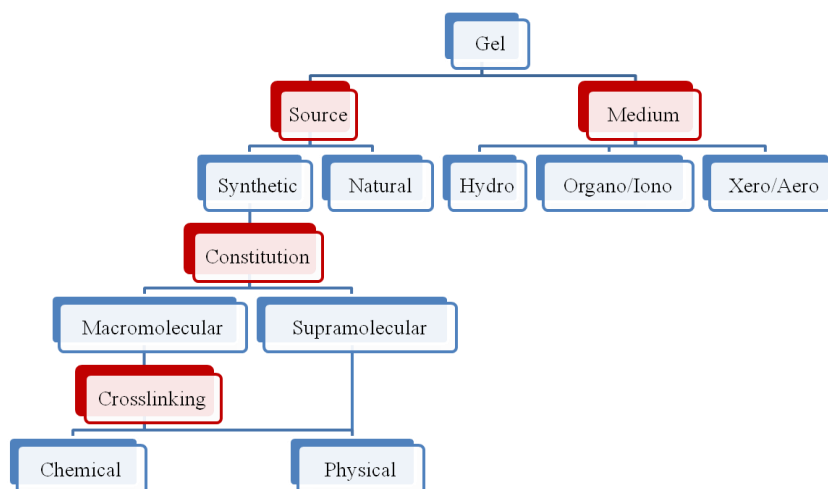 Gel
Source
Medium
Synthetic
Natural
Hydro
Organo/Iono
Xero/Aero
Constitution
Macromolecular
Supramolecular
Crosslinking
Chemical
Physical